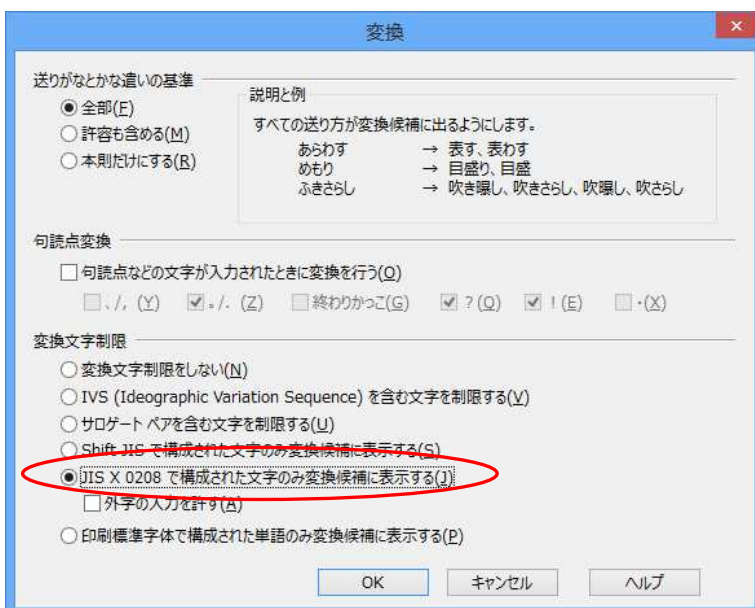 変換
送りがなとかな遣いの基準
全部(F)
許容も含める(M)
本則だけにする(R)
説明と例
すべての送り方が変換候補に出るようにします。
あらわす → 表す、表わす
めもり → 目盛り、目盛
ふきさらし → 吹き曝し、吹きさらし、吹曝し、吹さらし
句読点変換
句読点などの文字が入力されたときに変換を行う(O)
、/, (Y) 。/. (Z) 終わりかっこ(G) ?(Q) !(E) ・(X)
変換文字制限
変換文字制限をしない(N)
IVS (Ideographic Variation Sequence) を含む文字を制限する(V)
サロゲート ペアを含む文字を制限する(U)
Shift JIS で構成された文字のみ変換候補に表示する(S)
JIS X 0208 で構成された文字のみ変換候補に表示する(J)
外字の入力を許す(A)
印刷標準字体で構成された単語のみ変換候補に表示する(P)
OK キャンセル ヘルプ